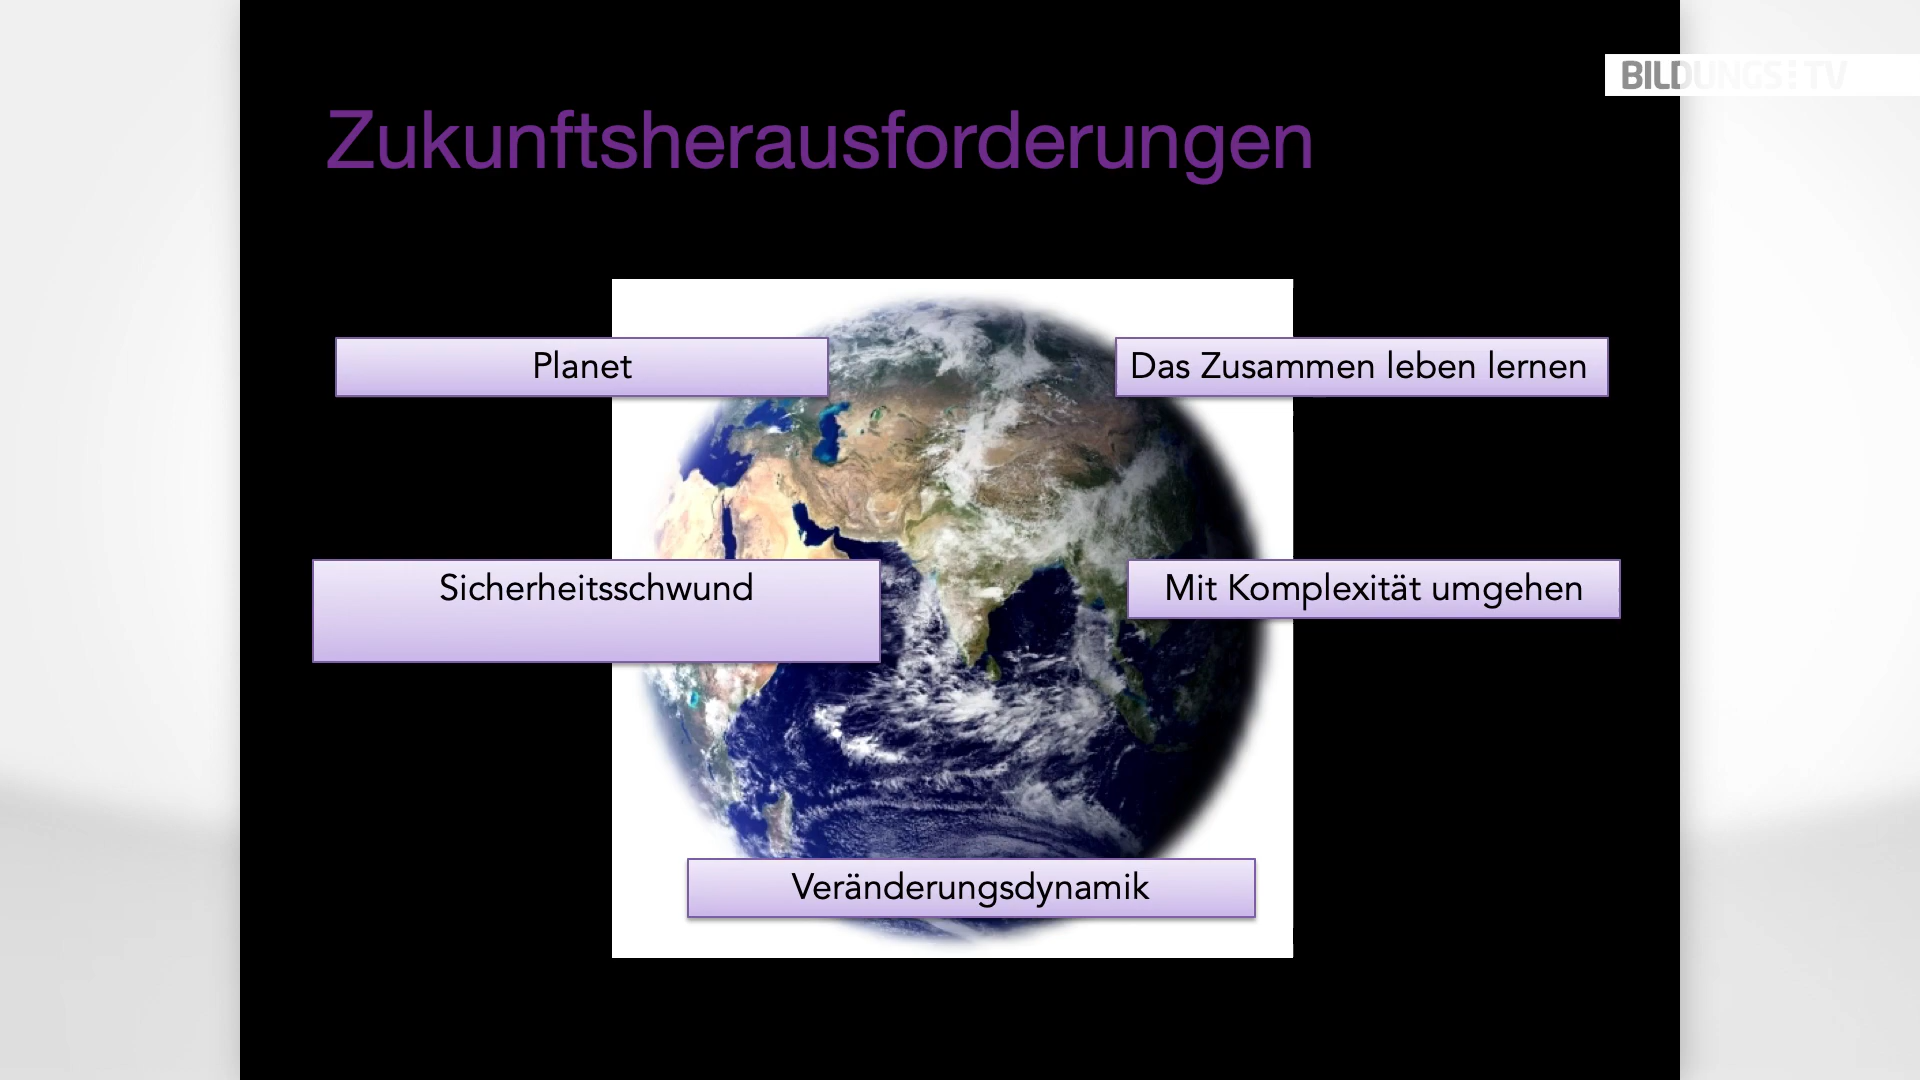 BILDUNGS TV
Zukunftsherausforderungen
Planet
Das Zusammen leben lernen
Sicherheitsschwund
Mit Komplexität umgehen
Veränderungsdynamik